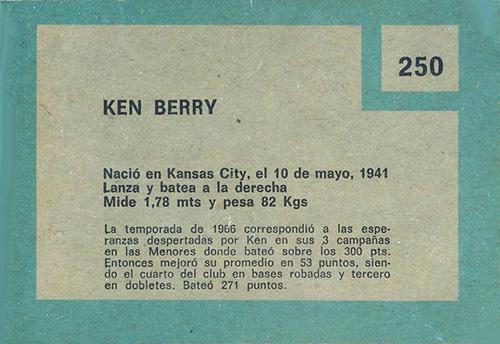 250
KEN BERRY
Nació en Kansas City, el 10 de mayo, 1941
Lanza y batea a la derecha
Mide 1,78 mts y pesa 82 Kgs
La temporada de 1966 correspondió a las espe-
ranzas despertadas por Ken en sus 3 campañas
en las Menores donde bateó sobre los 300 pts.
Entonces mejoró su promedio en 53 puntos, sien-
do el cuarto del club en bases robadas y tercero
en dobletes. Bateó 271 puntos.